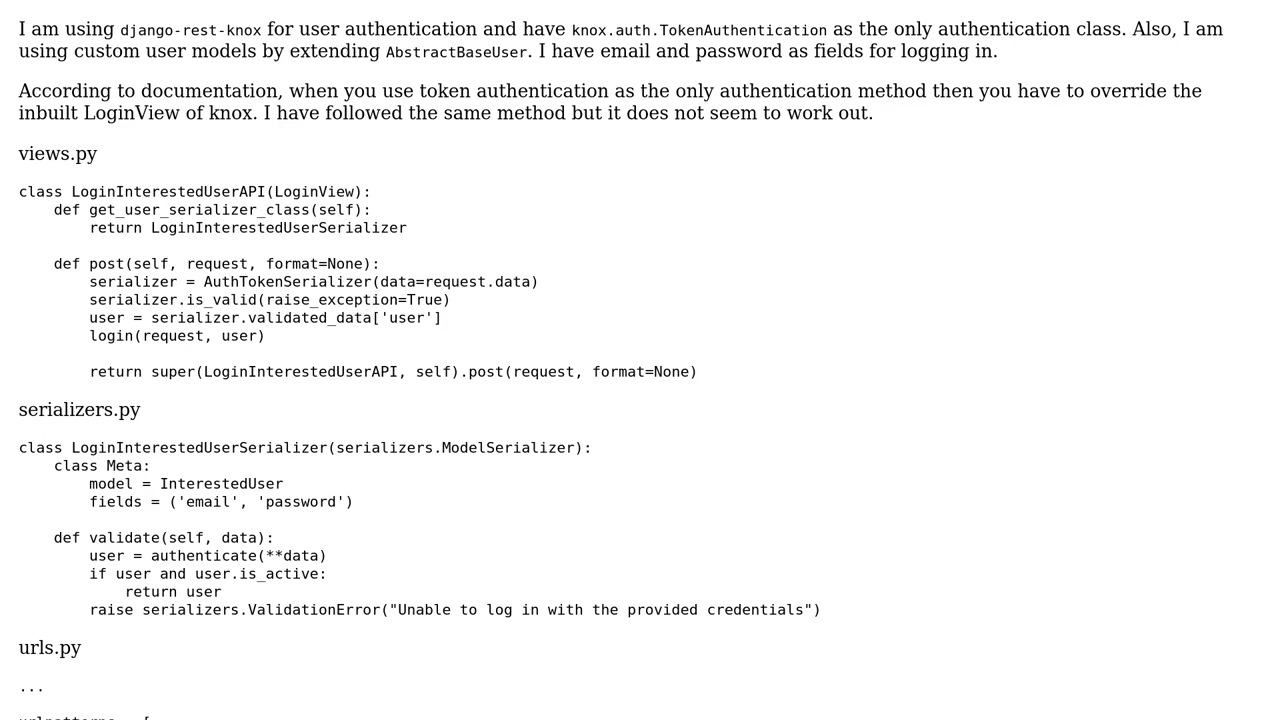 I am using django-rest-knox for user authentication and have knox.auth.TokenAuthentication as the only authentication class. Also, I am
using custom user models by extending AbstractBaseUser. I have email and password as fields for logging in.
According to documentation, when you use token authentication as the only authentication method then you have to override the
inbuilt LoginView of knox. I have followed the same method but it does not seem to work out.
views.py
class LoginInterestedUserAPI(LoginView):
    def get_user_serializer_class(self):
        return LoginInterestedUserSerializer
    def post(self, request, format=None):
        serializer = AuthTokenSerializer(data=request.data)
        serializer.is_valid(raise_exception=True)
        user = serializer.validated_data['user']
        login(request, user)
        return super(LoginInterestedUserAPI, self).post(request, format=None)
serializers.py
class LoginInterestedUserSerializer(serializers.ModelSerializer):
    class Meta:
        model = InterestedUser
        fields = ('email', 'password')
    def validate(self, data):
        user = authenticate(**data)
        if user and user.is_active:
            return user
        raise serializers.ValidationError("Unable to log in with the provided credentials")
urls.py
...